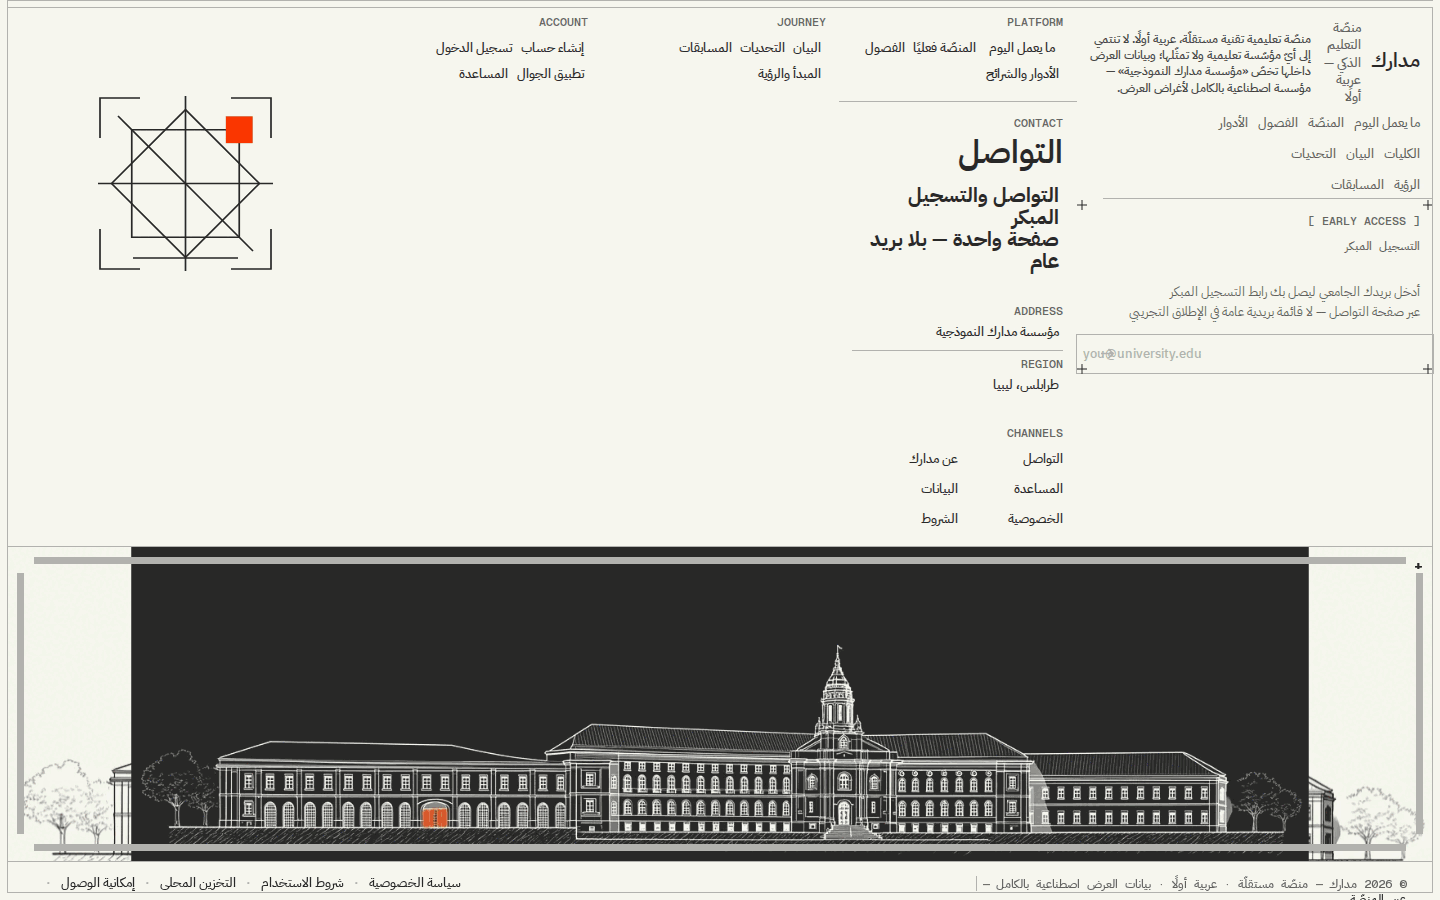 مدارك
منصّة
التعليم
الذكي —
عربية
أولًا
منصّة تعليمية تقنية مستقلّة، عربية أولًا. لا تنتمي
إلى أيّ مؤسّسة تعليمية ولا تمثّلها؛ وبيانات العرض
داخلها تخصّ «مؤسسة مدارك النموذجية» —
مؤسسة اصطناعية بالكامل لأغراض العرض.
ما يعمل اليوم المنصّة الفصول الأدوار
الكليات البيان التحديات
الرؤية المسابقات
[ EARLY ACCESS ]
التسجيل المبكر
أدخل بريدك الجامعي ليصل بك رابط التسجيل المبكر
عبر صفحة التواصل — لا قائمة بريدية عامة في الإطلاق التجريبي
you@university.edu
PLATFORM
ما يعمل اليوم المنصّة فعليًا الفصول
الأدوار والشرائح
JOURNEY
البيان التحديات المسابقات
المبدأ والرؤية
ACCOUNT
إنشاء حساب تسجيل الدخول
تطبيق الجوال المساعدة
CONTACT
التواصل
التواصل والتسجيل
المبكر
صفحة واحدة — بلا بريد
عام
ADDRESS
مؤسسة مدارك النموذجية
REGION
طرابلس، ليبيا
CHANNELS
التواصل عن مدارك
المساعدة البيانات
الخصوصية الشروط
© 2026 مدارك — منصّة مستقلّة · عربية أولًا · بيانات العرض اصطناعية بالكامل —
عن المنصّة
سياسة الخصوصية · شروط الاستخدام · التخزين المحلي · إمكانية الوصول ·